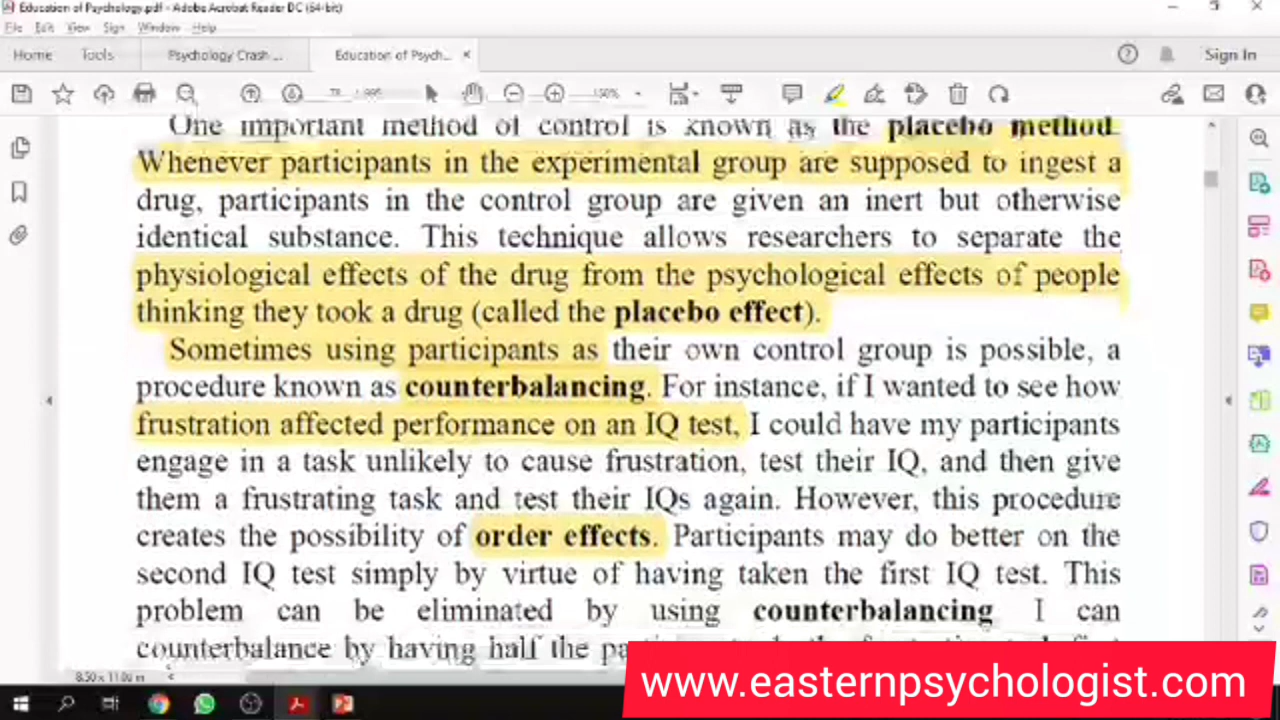 Education of Psychology.pdf - Adobe Acrobat Reader DC (64-bit)
File Edit View Sign Window Help
Home Tools Psychology Crash ... Education of Psych... × Sign In
One important method of control is known as the placebo method.
Whenever participants in the experimental group are supposed to ingest a
drug, participants in the control group are given an inert but otherwise
identical substance. This technique allows researchers to separate the
physiological effects of the drug from the psychological effects of people
thinking they took a drug (called the placebo effect).
Sometimes using participants as their own control group is possible, a
procedure known as counterbalancing. For instance, if I wanted to see how
frustration affected performance on an IQ test, I could have my participants
engage in a task unlikely to cause frustration, test their IQ, and then give
them a frustrating task and test their IQs again. However, this procedure
creates the possibility of order effects. Participants may do better on the
second IQ test simply by virtue of having taken the first IQ test. This
problem can be eliminated by using counterbalancing I can
counterbalance by having half the
8.50 x 11.00 in
www.easternpsychologist.com